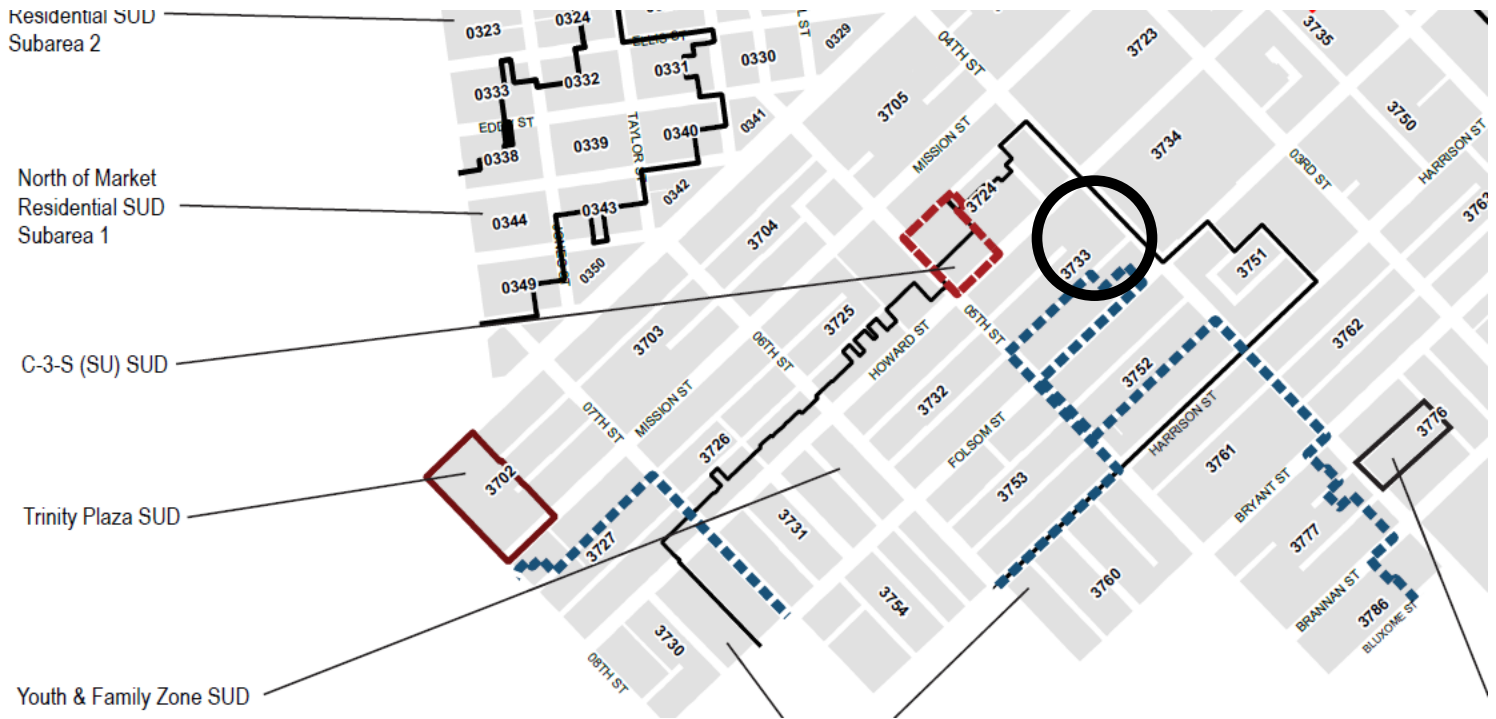 Residential SUD
Subarea 2
North of Market
Residential SUD
Subarea 1
C-3-S (SU) SUD
Trinity Plaza SUD
Youth & Family Zone SUD
0323
0324
ELLIS ST
0329
04TH ST
3723
3735
0333
0332
0331
0330
3705
3750
EDDY ST
0338
0339
TAYLOR ST
0340
0341
MISSION ST
3734
03RD ST
HARRISON ST
0344
0343
0342
3704
3724
3763
JONES ST
0349
0350
3733
3751
3703
3725
06TH ST
HOWARD ST
05TH ST
3762
3752
07TH ST
MISSION ST
3732
FOLSOM ST
HARRISON ST
3776
3702
3726
3753
3761
BRYANT ST
3727
3731
3777
3754
3760
BRANNAN ST
3786
BLUXOME ST
3730
08TH ST